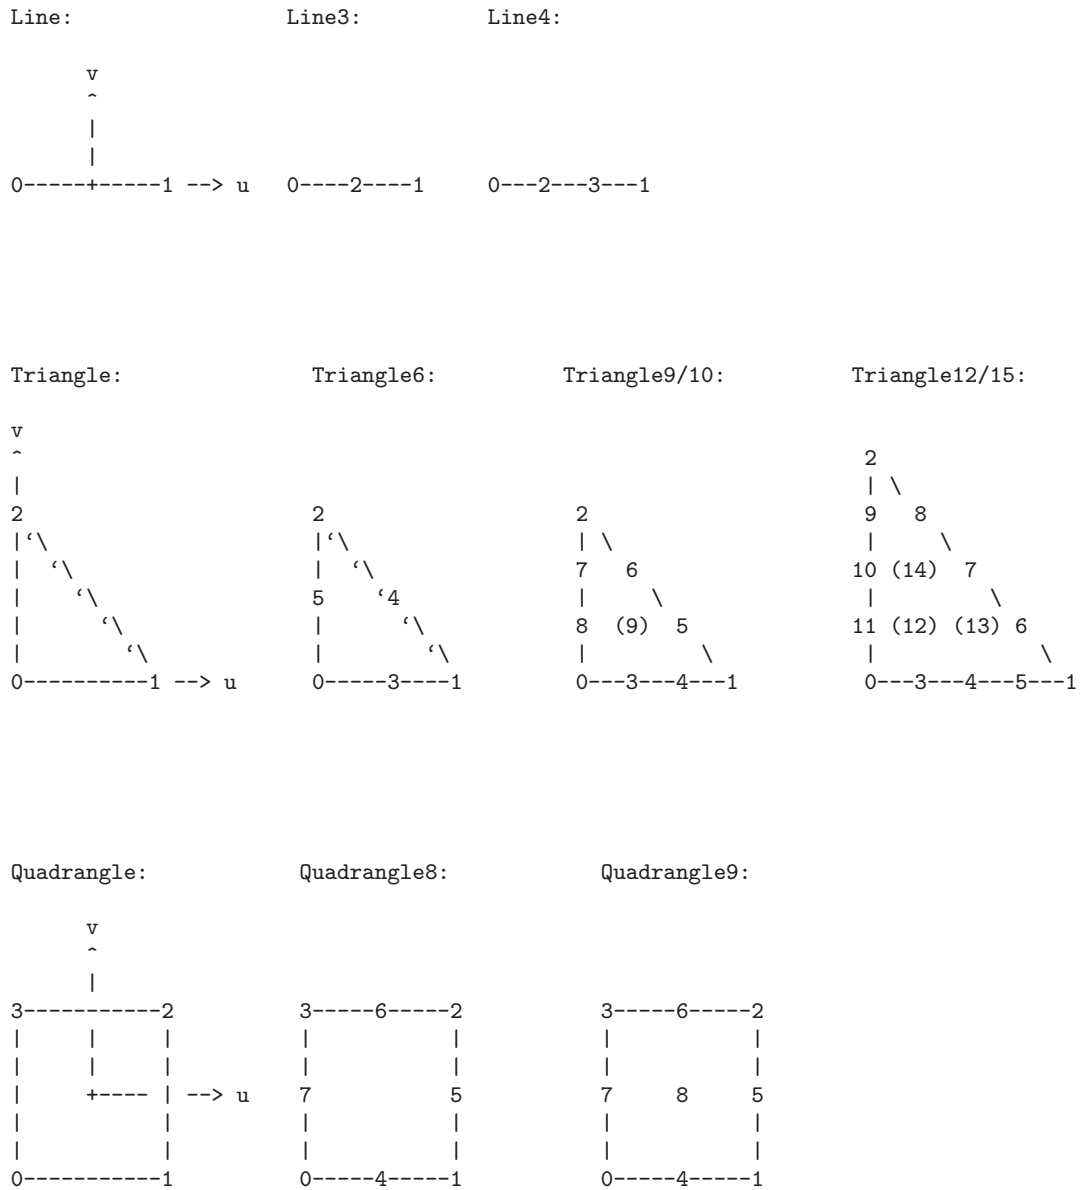 Line:                 Line3:          Line4:

      v
      ^
      |
      |
0-----+-----1 --> u   0----2----1     0---2---3---1

Triangle:               Triangle6:          Triangle9/10:          Triangle12/15:

v
^                                                                   2
|                                                                   | \
2                       2                    2                      9   8
|‘\                     |‘\                  | \                    |     \
|  ‘\                   |  ‘\                7   6                 10 (14)  7
|    ‘\                 5    ‘4              |     \                |         \
|      ‘\               |      ‘\            8  (9)  5             11 (12) (13) 6
|        ‘\             |        ‘\          |         \            |             \
0----------1 --> u      0-----3----1         0---3---4---1          0---3---4---5---1

Quadrangle:            Quadrangle8:            Quadrangle9:

      v
      ^
      |
3-----------2          3-----6-----2           3-----6-----2
|     |     |          |           |           |           |
|     |     |          |           |           |           |
|     +---- | --> u    7           5           7     8     5
|           |          |           |           |           |
|           |          |           |           |           |
0-----------1          0-----4-----1           0-----4-----1